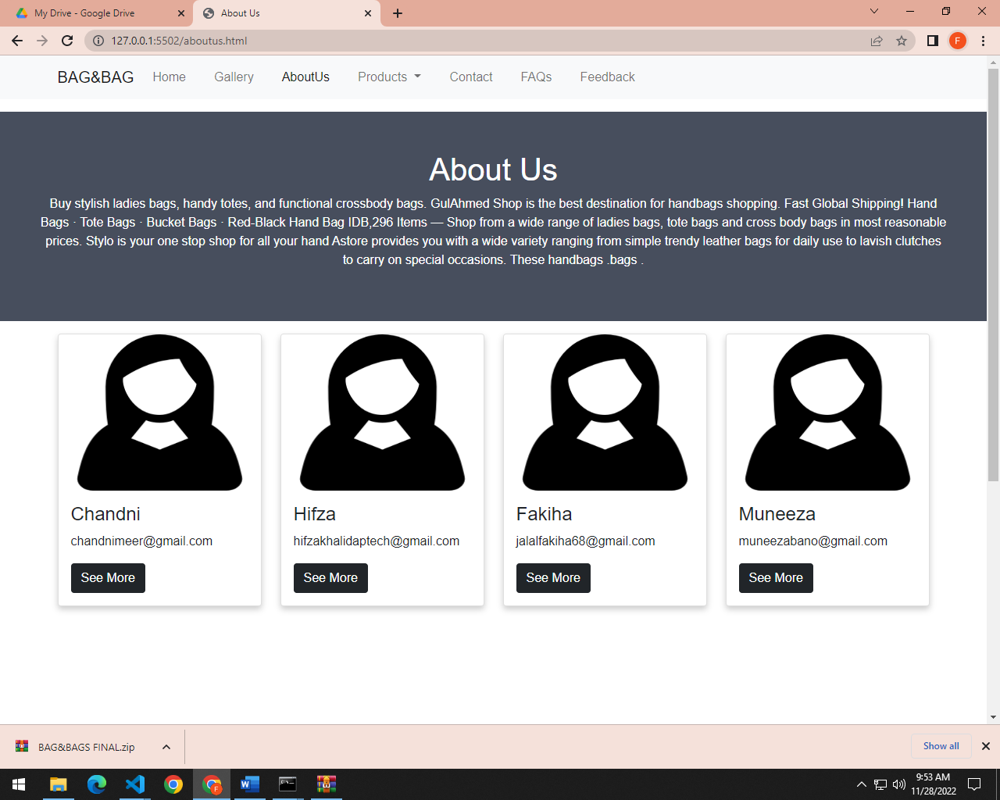 My Drive - Google Drive
About Us
127.0.0.1:5502/aboutus.html
F
BAG&BAG Home Gallery AboutUs Products Contact FAQs Feedback
About Us
Buy stylish ladies bags, handy totes, and functional crossbody bags. GulAhmed Shop is the best destination for handbags shopping. Fast Global Shipping! Hand
Bags · Tote Bags · Bucket Bags · Red-Black Hand Bag IDB,296 Items — Shop from a wide range of ladies bags, tote bags and cross body bags in most reasonable
prices. Stylo is your one stop shop for all your hand Astore provides you with a wide variety ranging from simple trendy leather bags for daily use to lavish clutches
to carry on special occasions. These handbags .bags .
Chandni
chandnimeer@gmail.com
See More
Hifza
hifzakhalidaptech@gmail.com
See More
Fakiha
jalalfakiha68@gmail.com
See More
Muneeza
muneezabano@gmail.com
See More
BAG&BAGS FINAL.zip
Show all
9:53 AM
11/28/2022